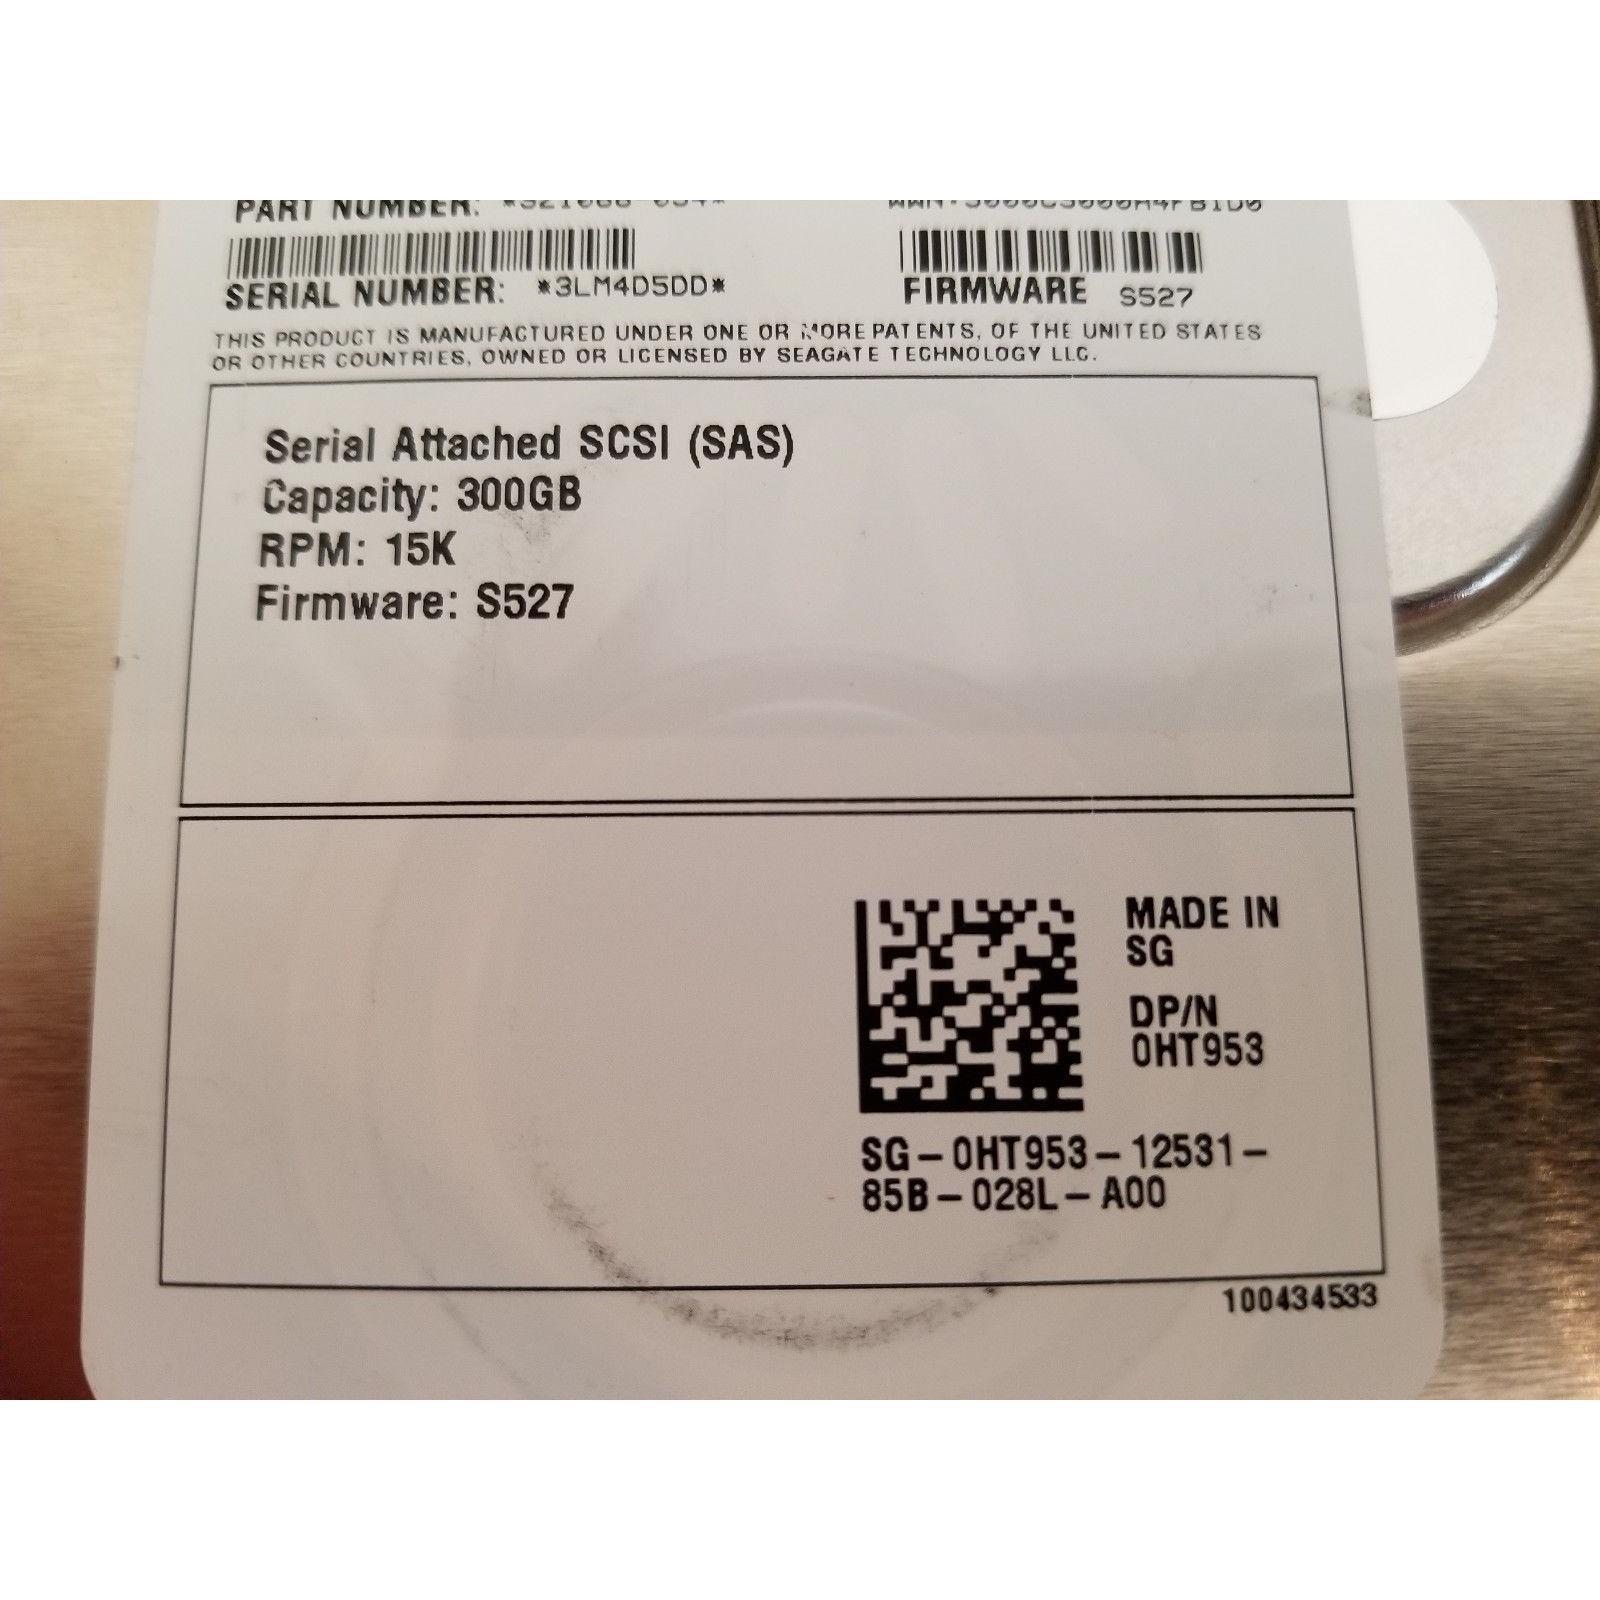 PART NUMBER:
SERIAL NUMBER: *3LM4D5DD*
FIRMWARE S527
THIS PRODUCT IS MANUFACTURED UNDER ONE OR MORE PATENTS, OF THE UNITED STATES
OR OTHER COUNTRIES, OWNED OR LICENSED BY SEAGATE TECHNOLOGY LLC.
Serial Attached SCSI (SAS)
Capacity: 300GB
RPM: 15K
Firmware: S527
MADE IN
SG
DP/N
0HT953
SG-0HT953-12531-
85B-028L-A00
100434533